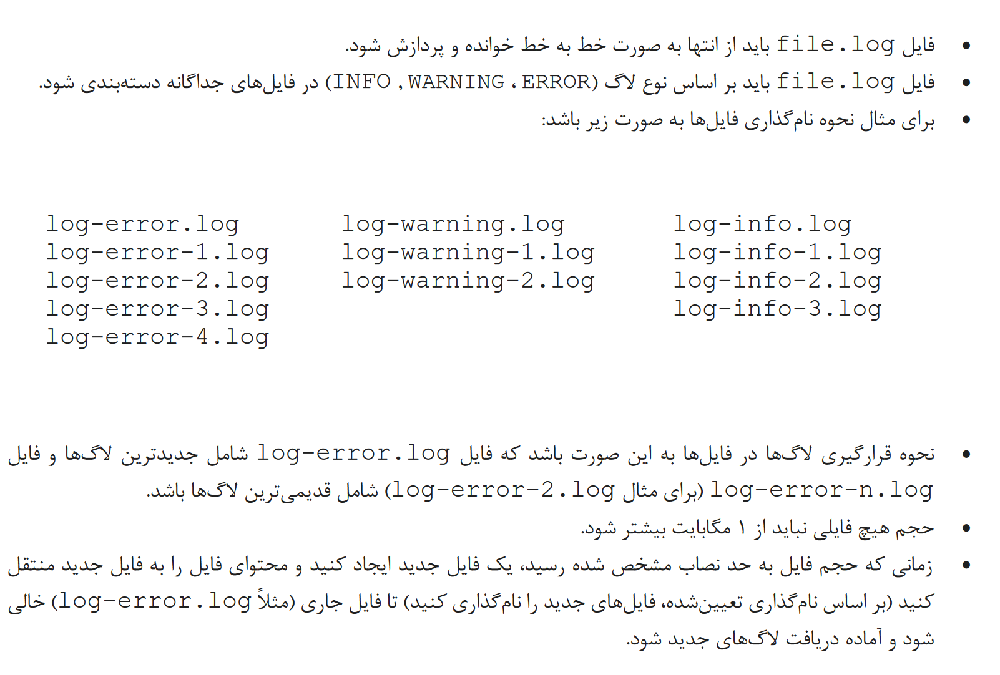 • فایل file.log باید از انتها به صورت خط به خط خوانده و پردازش شود.
• فایل file.log باید بر اساس نوع لاگ (INFO , WARNING ، ERROR) در فایل‌های جداگانه دسته‌بندی شود.
• برای مثال نحوه نام‌گذاری فایل‌ها به صورت زیر باشد:
log-error.log log-warning.log log-info.log
log-error-1.log log-warning-1.log log-info-1.log
log-error-2.log log-warning-2.log log-info-2.log
log-error-3.log log-info-3.log
log-error-4.log
• نحوه قرارگیری لاگ‌ها در فایل‌ها به این صورت باشد که فایل log-error.log شامل جدیدترین لاگ‌ها و فایل
log-error-n.log (برای مثال log-error-2.log) شامل قدیمی‌ترین لاگ‌ها باشد.
• حجم هیچ فایلی نباید از ۱ مگابایت بیشتر شود.
• زمانی که حجم فایل به حد نصاب مشخص شده رسید، یک فایل جدید ایجاد کنید و محتوای فایل را به فایل جدید منتقل
کنید (بر اساس نام‌گذاری تعیین‌شده، فایل‌های جدید را نام‌گذاری کنید) تا فایل جاری (مثلاً log-error.log) خالی
شود و آماده دریافت لاگ‌های جدید شود.